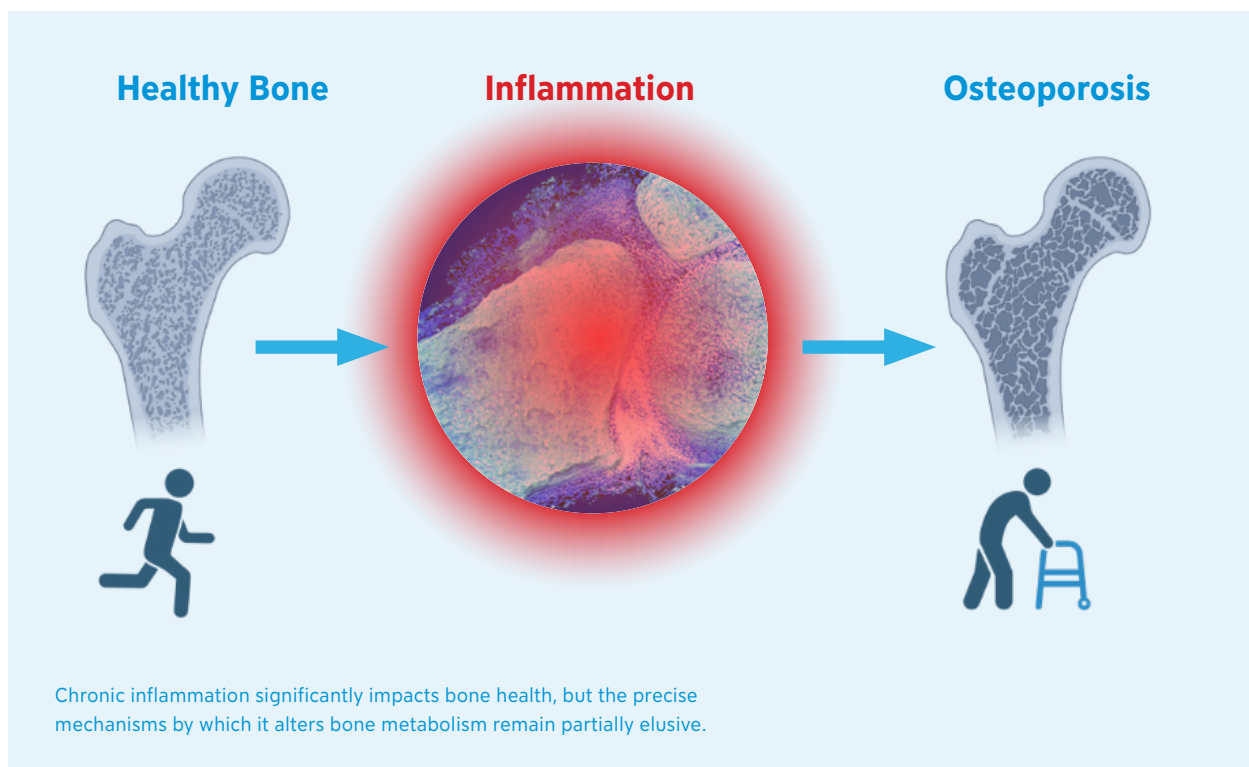 Healthy Bone
Inflammation
Osteoporosis
Chronic inflammation significantly impacts bone health, but the precise
mechanisms by which it alters bone metabolism remain partially elusive.